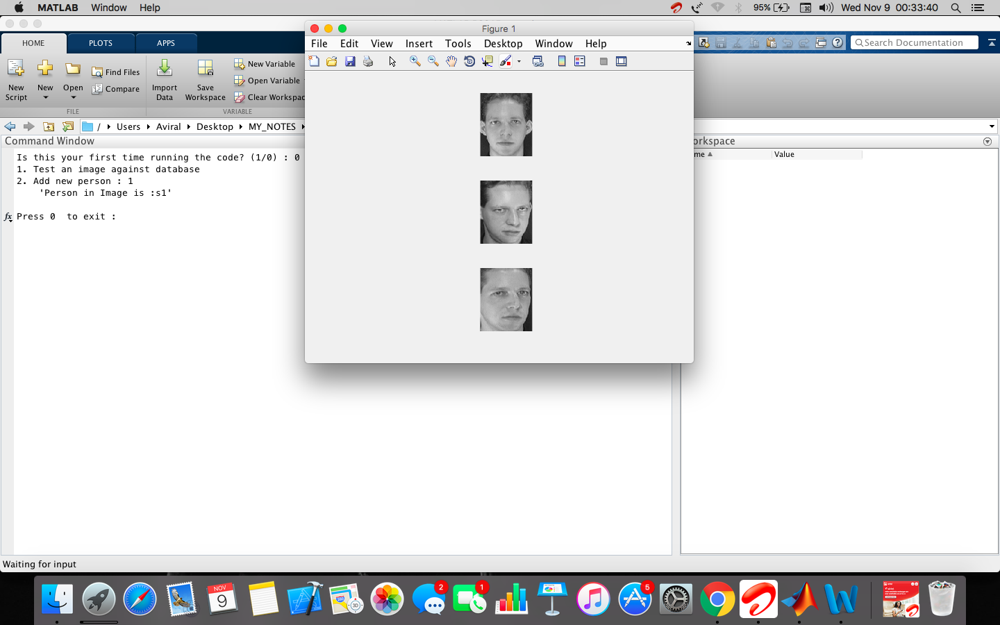 MATLAB Window Help 95% Wed Nov 9 00:33:40
Figure 1
HOME PLOTS APPS
File Edit View Insert Tools Desktop Window Help
Search Documentation
New Script
New
Open
Find Files
Compare
Import Data
Save Workspace
New Variable
Open Variable
Clear Workspac
FILE VARIABLE
/ Users Aviral Desktop MY_NOTES
Command Window
orkspace
me Value
Is this your first time running the code? (1/0) : 0
1. Test an image against database
2. Add new person : 1
'Person in Image is :s1'
fx Press 0 to exit :
Waiting for input
NOV
9
3D
2
1
5